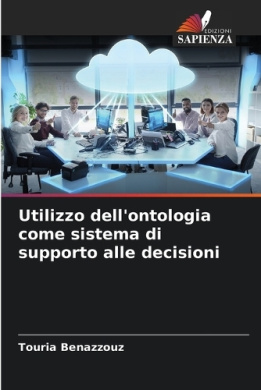 EDIZIONI
SAPIENZA
Utilizzo dell'ontologia
come sistema di
supporto alle decisioni
Touria Benazzouz